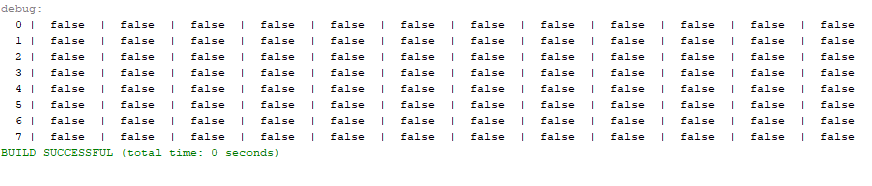 debug:
0 | false | false | false | false | false | false | false | false | false | false | false | false
1 | false | false | false | false | false | false | false | false | false | false | false | false
2 | false | false | false | false | false | false | false | false | false | false | false | false
3 | false | false | false | false | false | false | false | false | false | false | false | false
4 | false | false | false | false | false | false | false | false | false | false | false | false
5 | false | false | false | false | false | false | false | false | false | false | false | false
6 | false | false | false | false | false | false | false | false | false | false | false | false
7 | false | false | false | false | false | false | false | false | false | false | false | false
BUILD SUCCESSFUL (total time: 0 seconds)